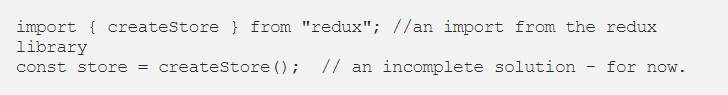 import { createStore } from "redux"; //an import from the redux
library
const store = createStore();  // an incomplete solution – for now.